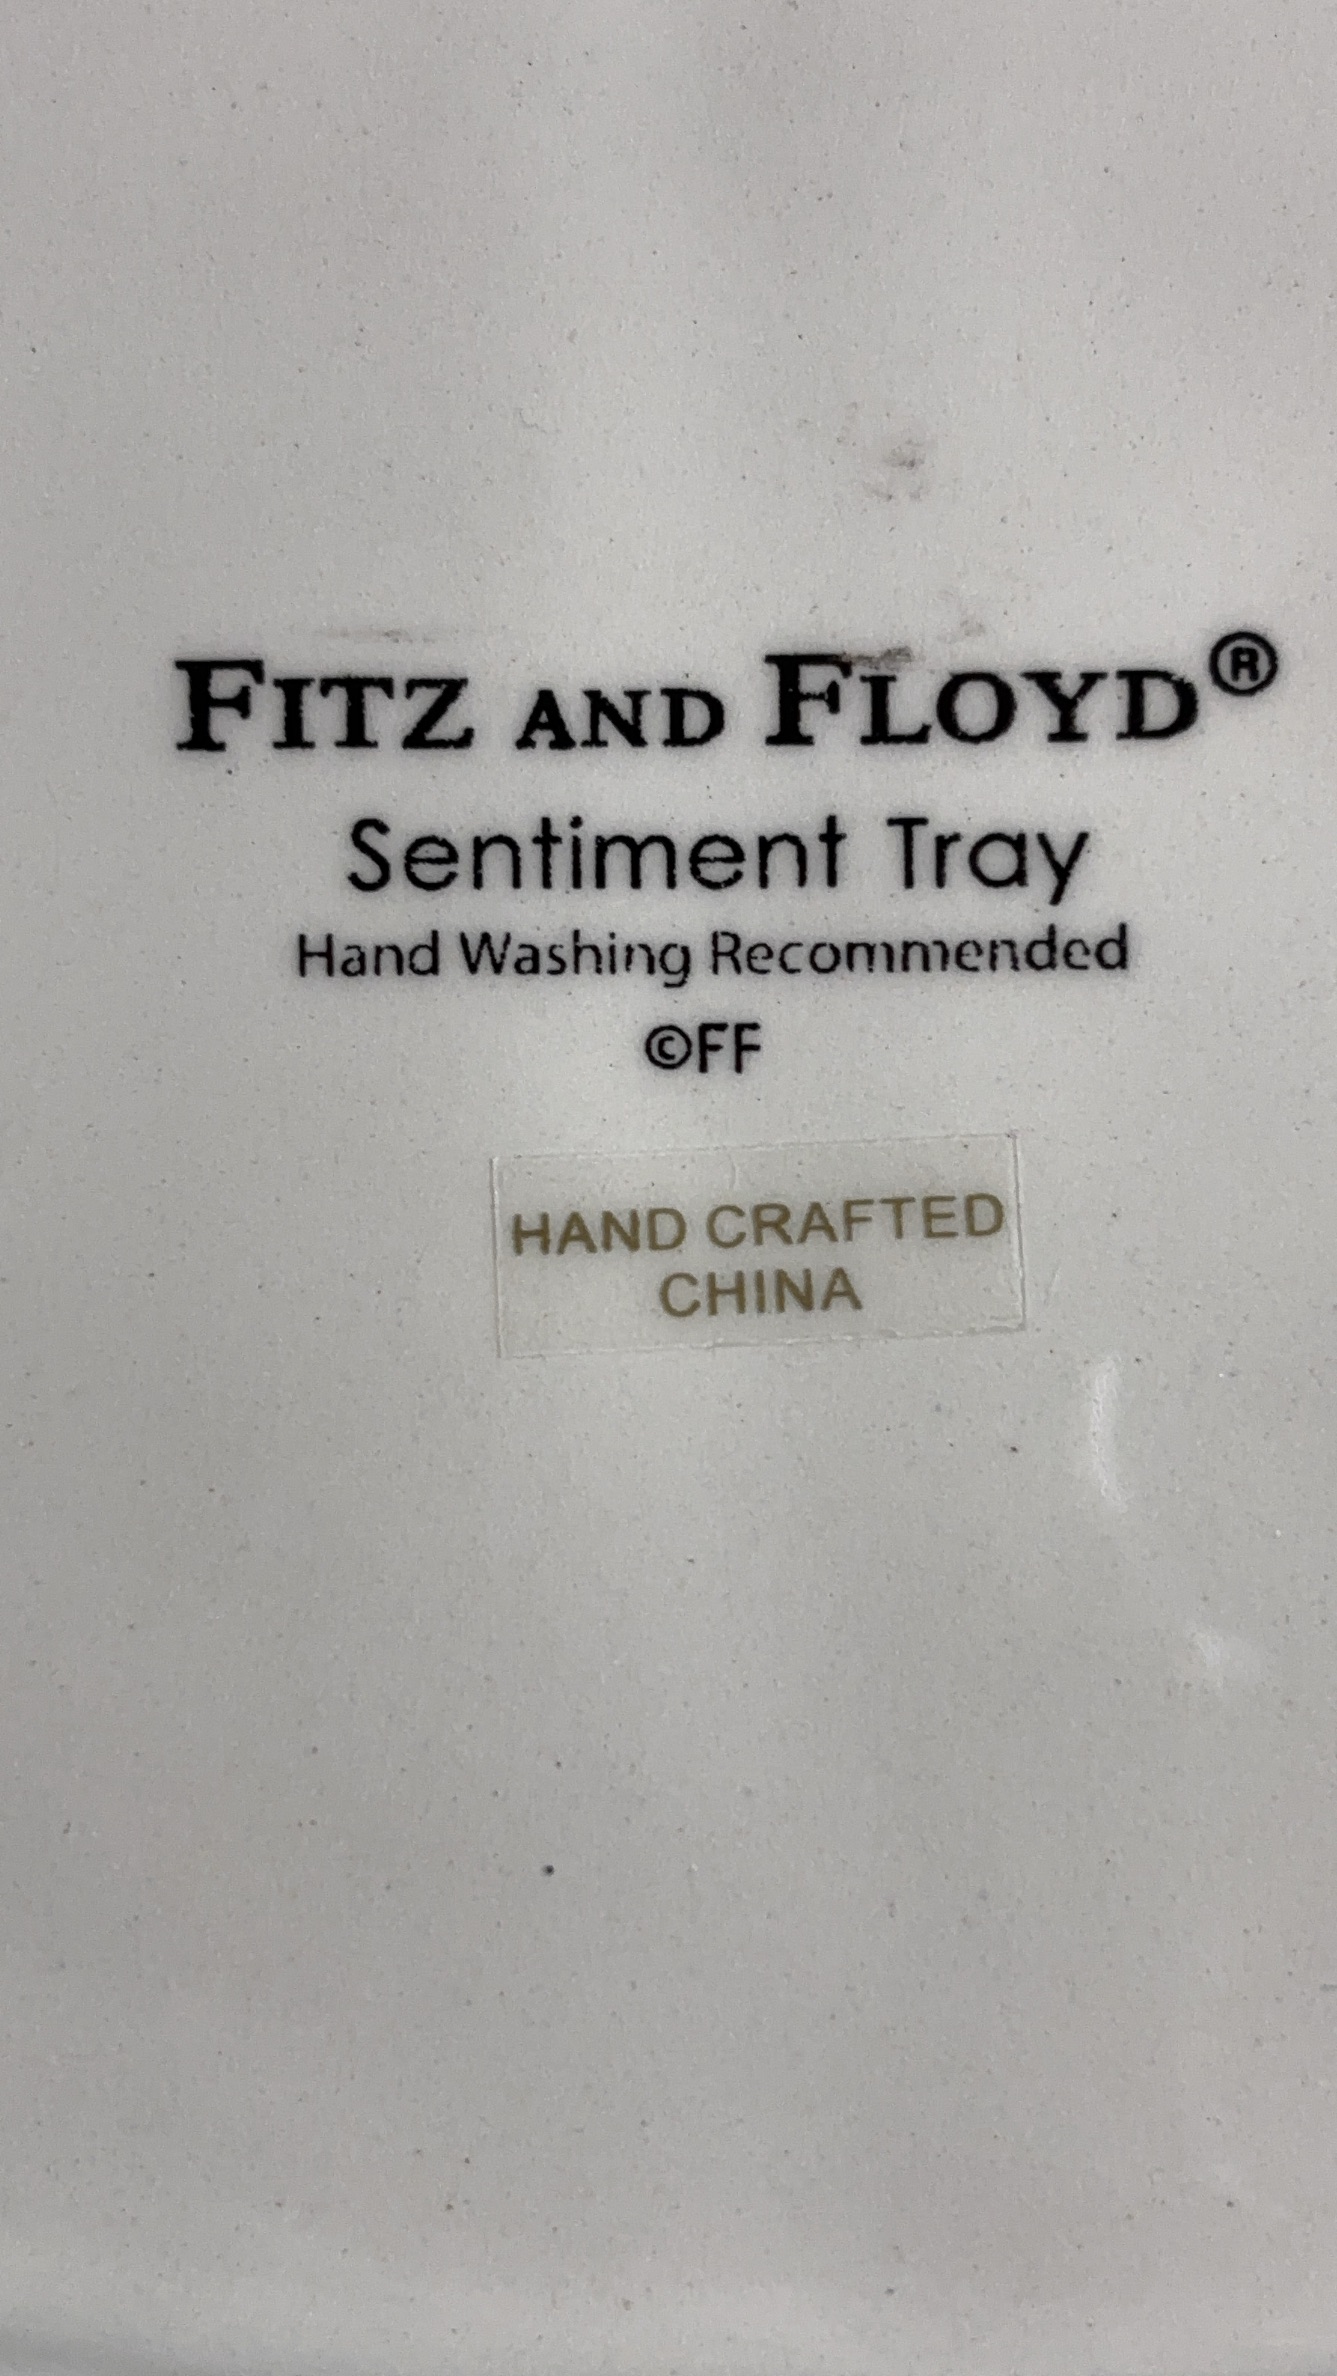 FITZ AND FLOYD®
Sentiment Tray
Hand Washing Recommended
©FF
HAND CRAFTED
CHINA